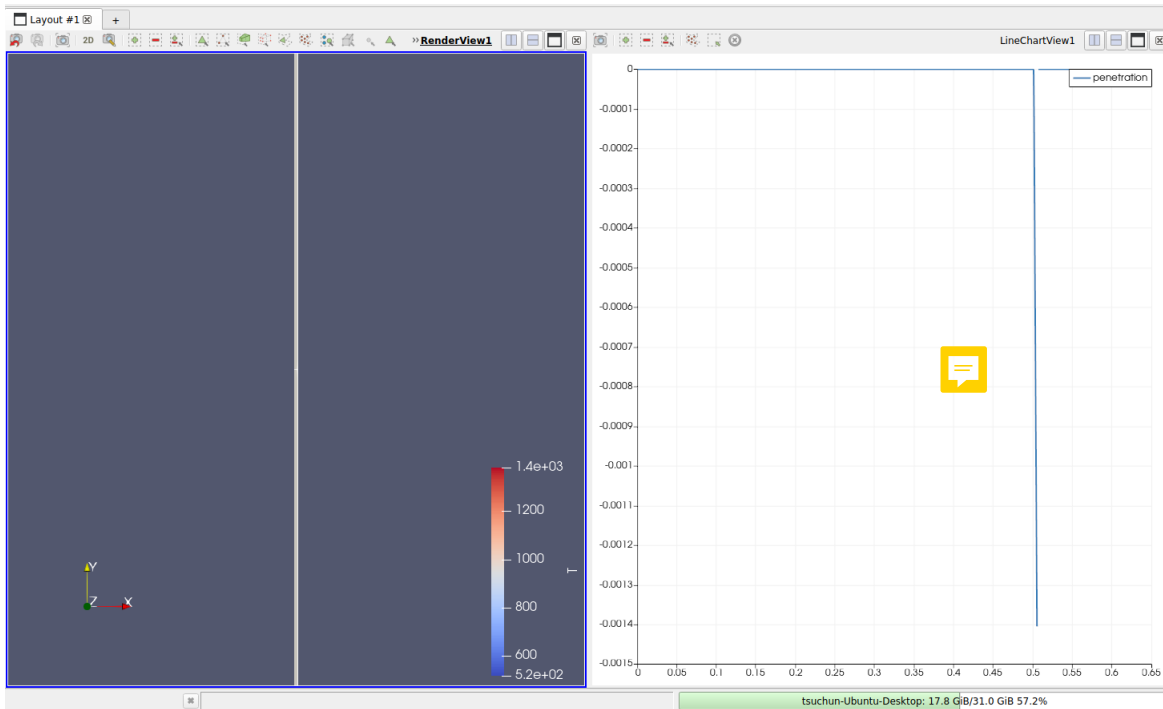 Layout #1
+
2D
»RenderView1
LineChartView1
1.4e+03
1200
1000
800
600
5.2e+02
T
Y
Z
X
penetration
0
-0.0001
-0.0002
-0.0003
-0.0004
-0.0005
-0.0006
-0.0007
-0.0008
-0.0009
-0.001
-0.0011
-0.0012
-0.0013
-0.0014
-0.0015
0 0.05 0.1 0.15 0.2 0.25 0.3 0.35 0.4 0.45 0.5 0.55 0.6 0.65
tsuchun-Ubuntu-Desktop: 17.8 GiB/31.0 GiB 57.2%